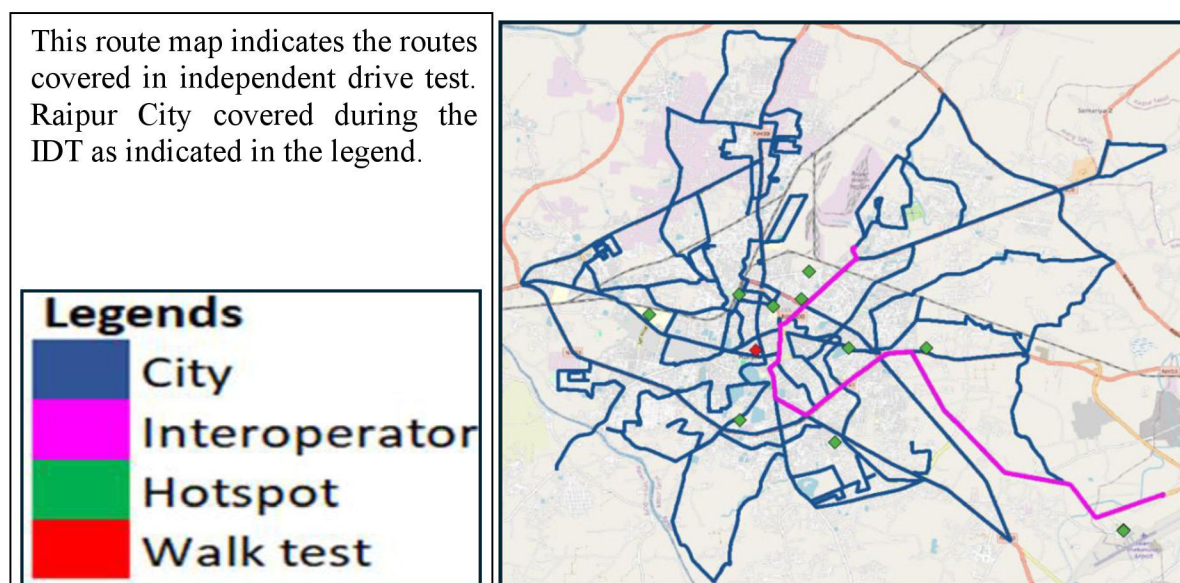 This route map indicates the routes
covered in independent drive test.
Raipur City covered during the
IDT as indicated in the legend.
Legends
City
Interoperator
Hotspot
Walk test